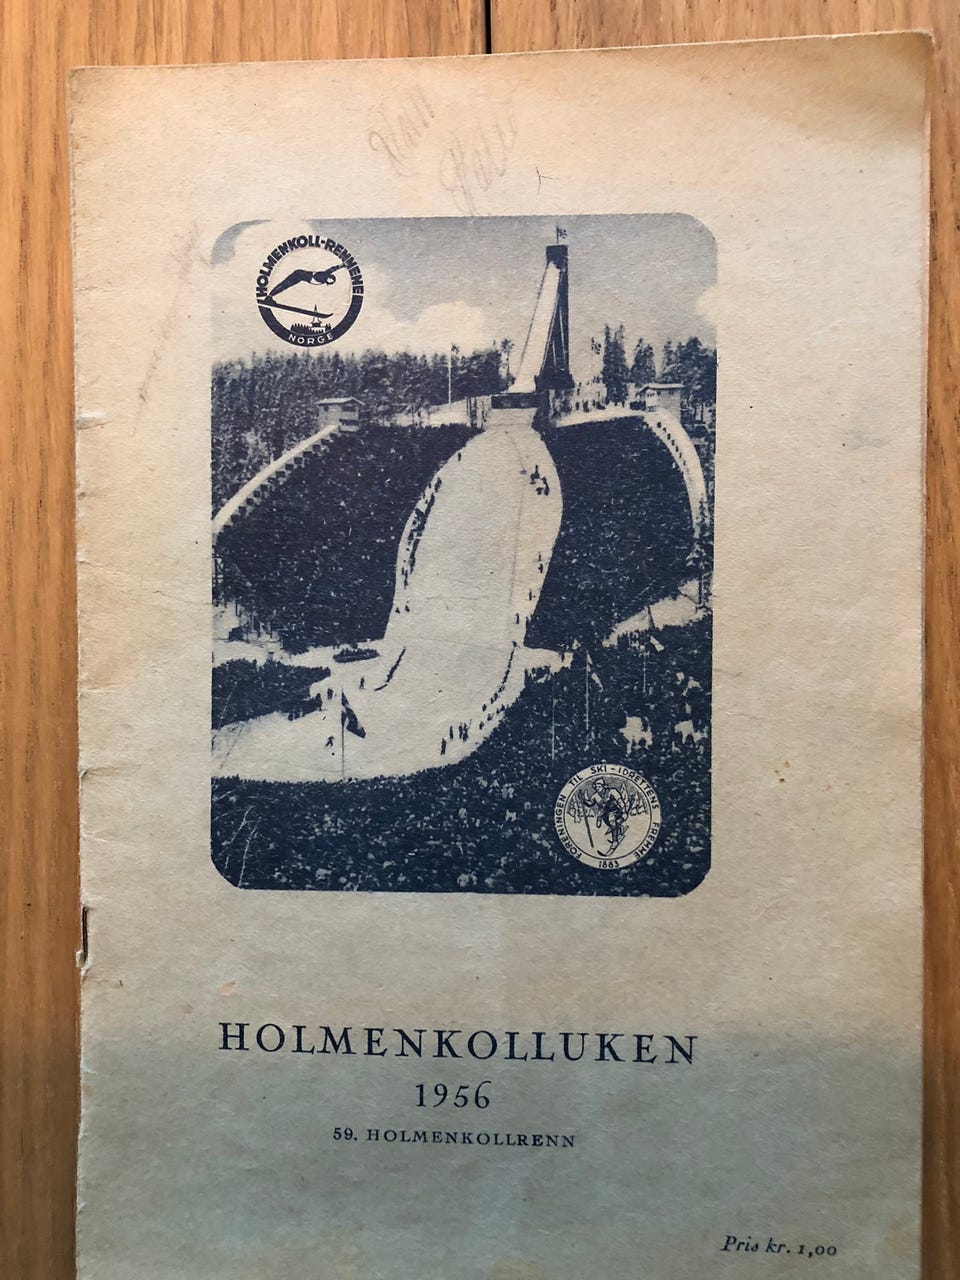 HOLMENKOLL-RENNENE
NORGE
FORENINGEN TIL SKI-IDRETTENS FREMME
1883
HOLMENKOLLUKEN
1956
59. HOLMENKOLLRENN
Pris kr. 1,00